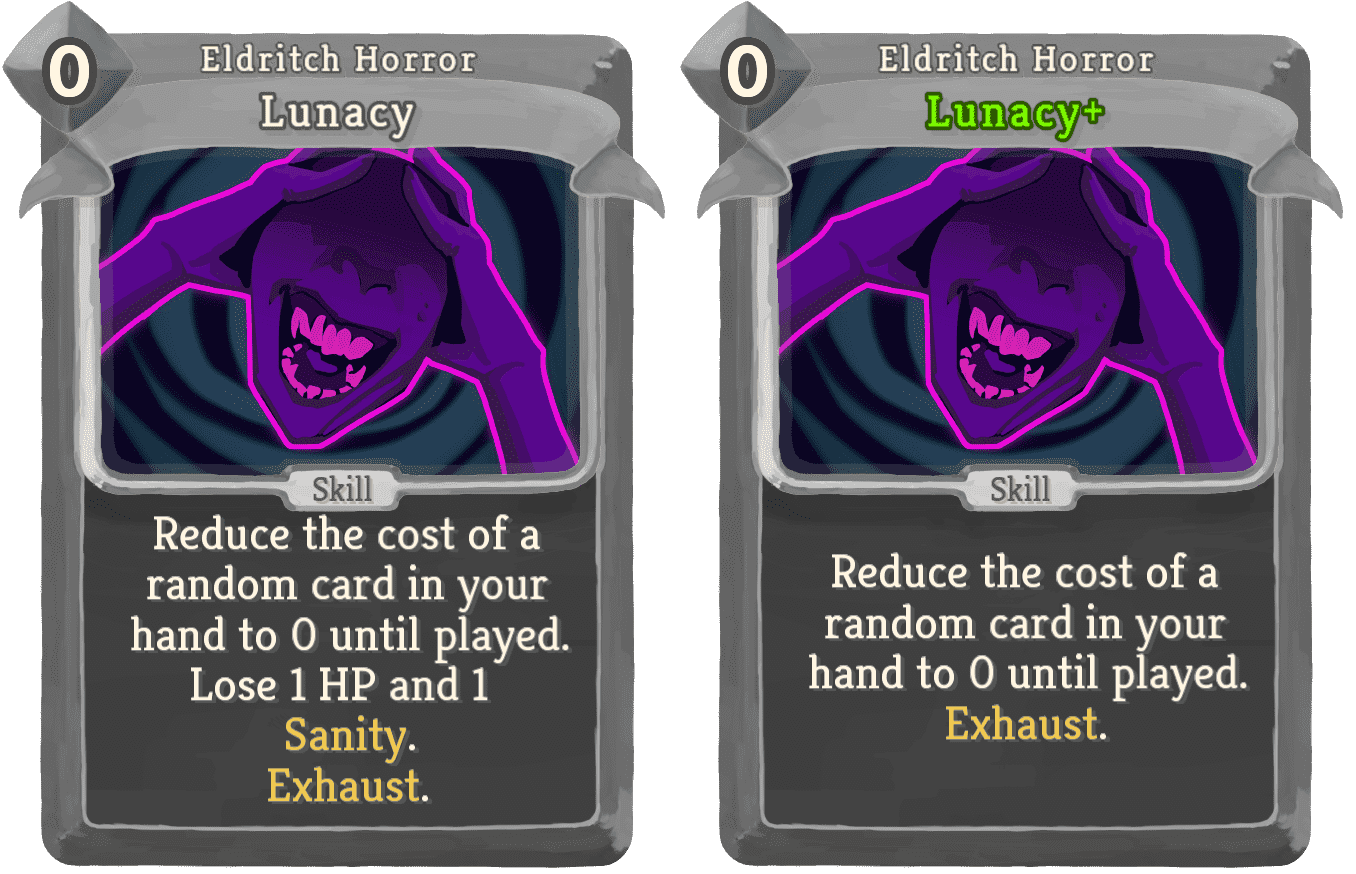 0
Eldritch Horror
Lunacy
Skill
Reduce the cost of a
random card in your
hand to 0 until played.
Lose 1 HP and 1
Sanity.
Exhaust.
0
Eldritch Horror
Lunacy+
Skill
Reduce the cost of a
random card in your
hand to 0 until played.
Exhaust.